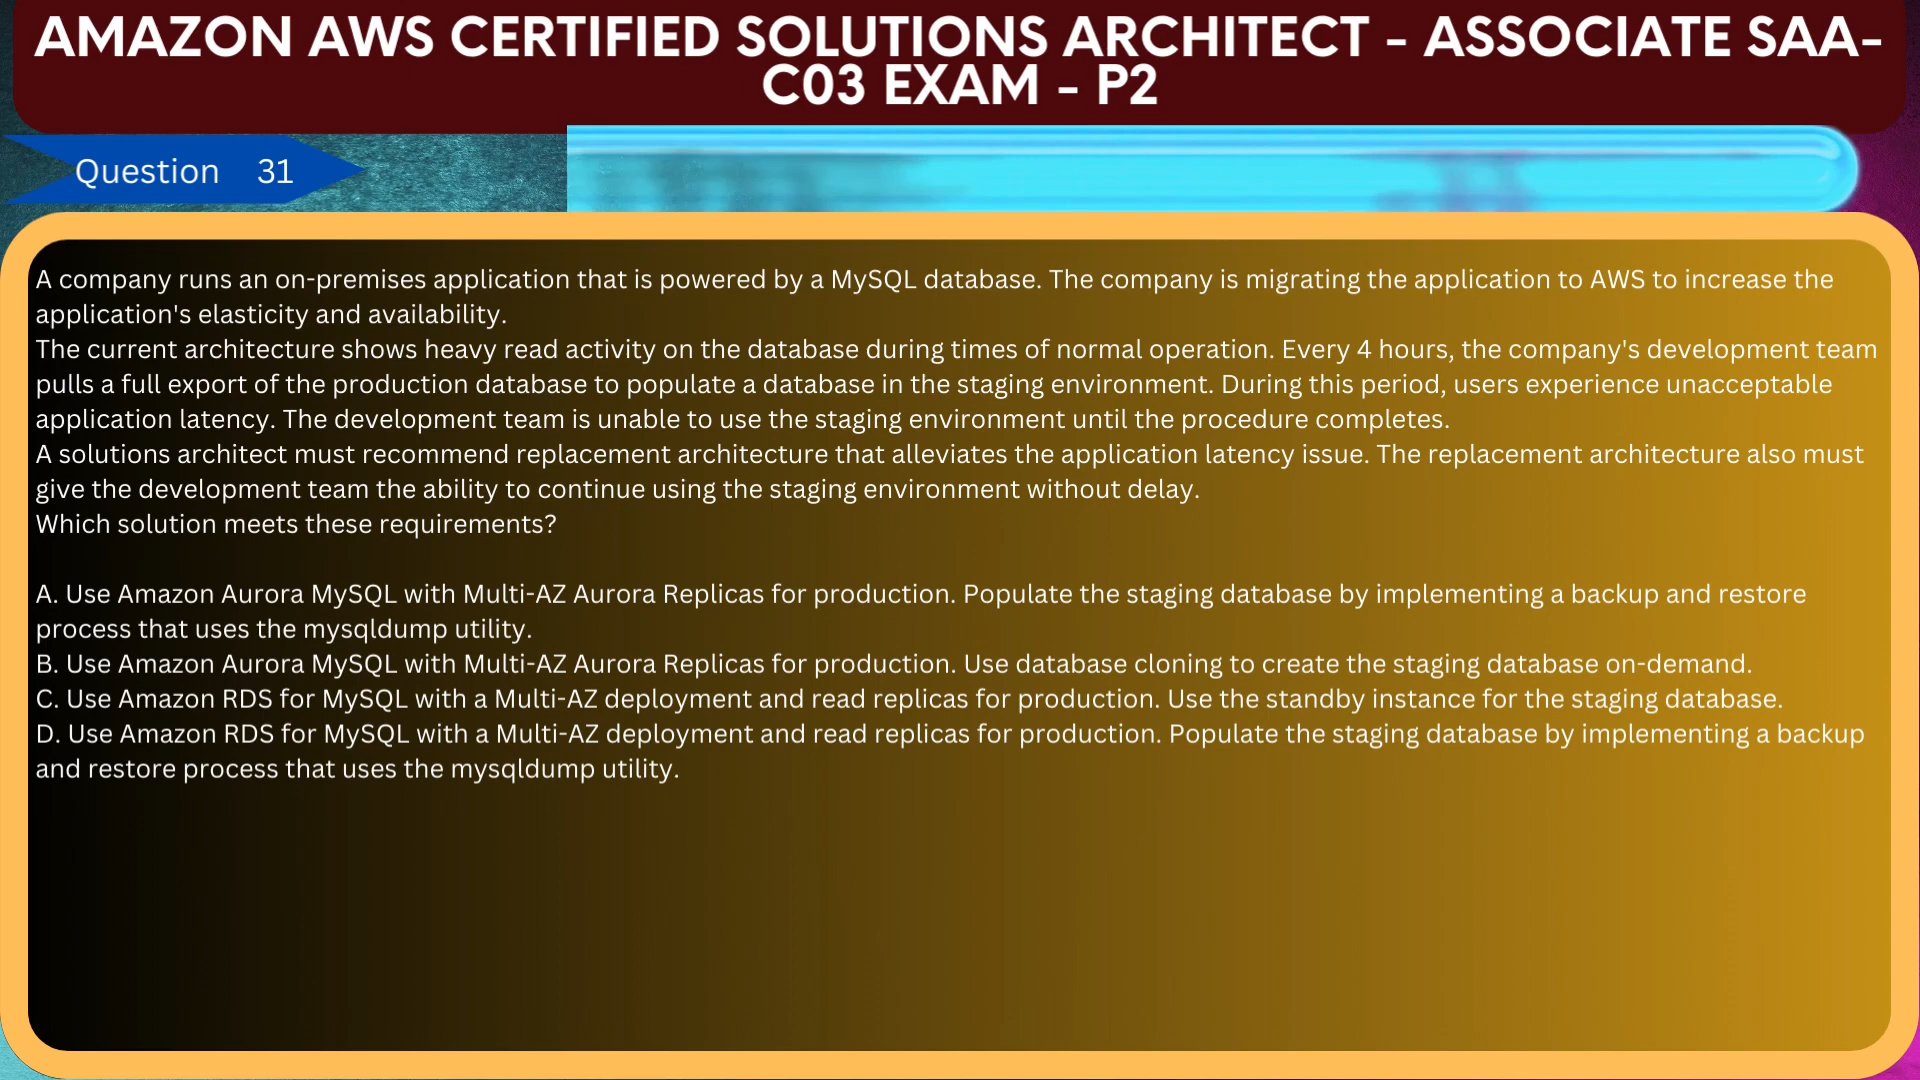 AMAZON AWS CERTIFIED SOLUTIONS ARCHITECT - ASSOCIATE SAA-
C03 EXAM - P2
Question 31
A company runs an on-premises application that is powered by a MySQL database. The company is migrating the application to AWS to increase the
application's elasticity and availability.
The current architecture shows heavy read activity on the database during times of normal operation. Every 4 hours, the company's development team
pulls a full export of the production database to populate a database in the staging environment. During this period, users experience unacceptable
application latency. The development team is unable to use the staging environment until the procedure completes.
A solutions architect must recommend replacement architecture that alleviates the application latency issue. The replacement architecture also must
give the development team the ability to continue using the staging environment without delay.
Which solution meets these requirements?
A. Use Amazon Aurora MySQL with Multi-AZ Aurora Replicas for production. Populate the staging database by implementing a backup and restore
process that uses the mysqldump utility.
B. Use Amazon Aurora MySQL with Multi-AZ Aurora Replicas for production. Use database cloning to create the staging database on-demand.
C. Use Amazon RDS for MySQL with a Multi-AZ deployment and read replicas for production. Use the standby instance for the staging database.
D. Use Amazon RDS for MySQL with a Multi-AZ deployment and read replicas for production. Populate the staging database by implementing a backup
and restore process that uses the mysqldump utility.